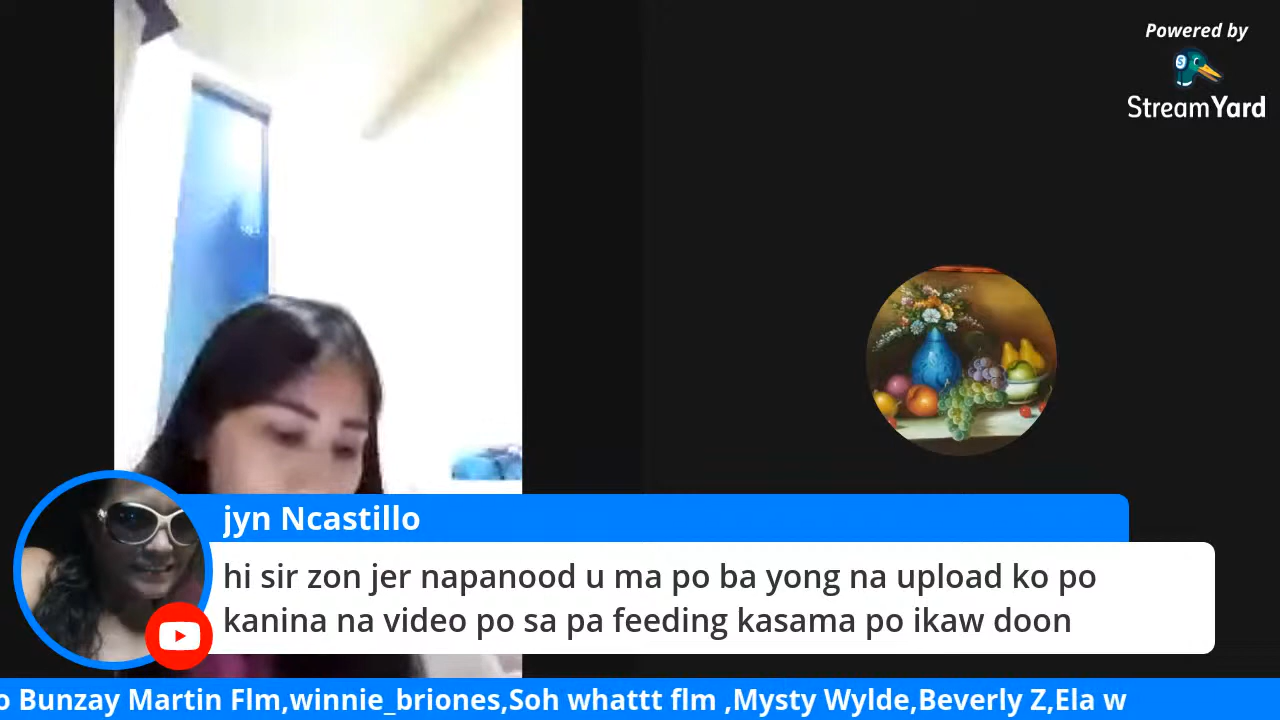 Powered by
StreamYard
jyn Ncastillo
hi sir zon jer napanood u ma po ba yong na upload ko po
kanina na video po sa pa feeding kasama po ikaw doon
o Bunzay Martin Flm,winnie_briones,Soh whattt flm ,Mysty Wylde,Beverly Z,Ela w